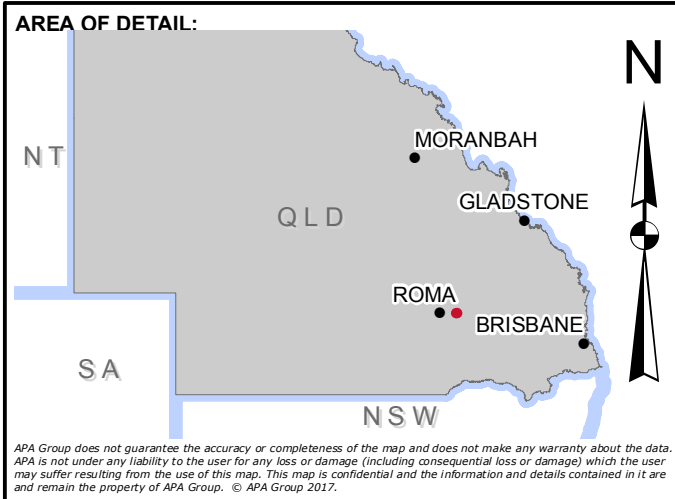 AREA OF DETAIL:
N
MORANBAH
NT
GLADSTONE
QLD
ROMA
BRISBANE
SA
NSW
APA Group does not guarantee the accuracy or completeness of the map and does not make any warranty about the data.
APA is not under any liability to the user for any loss or damage (including consequential loss or damage) which the user
may suffer resulting from the use of this map. This map is confidential and the information and details contained in it are
and remain the property of APA Group. © APA Group 2017.